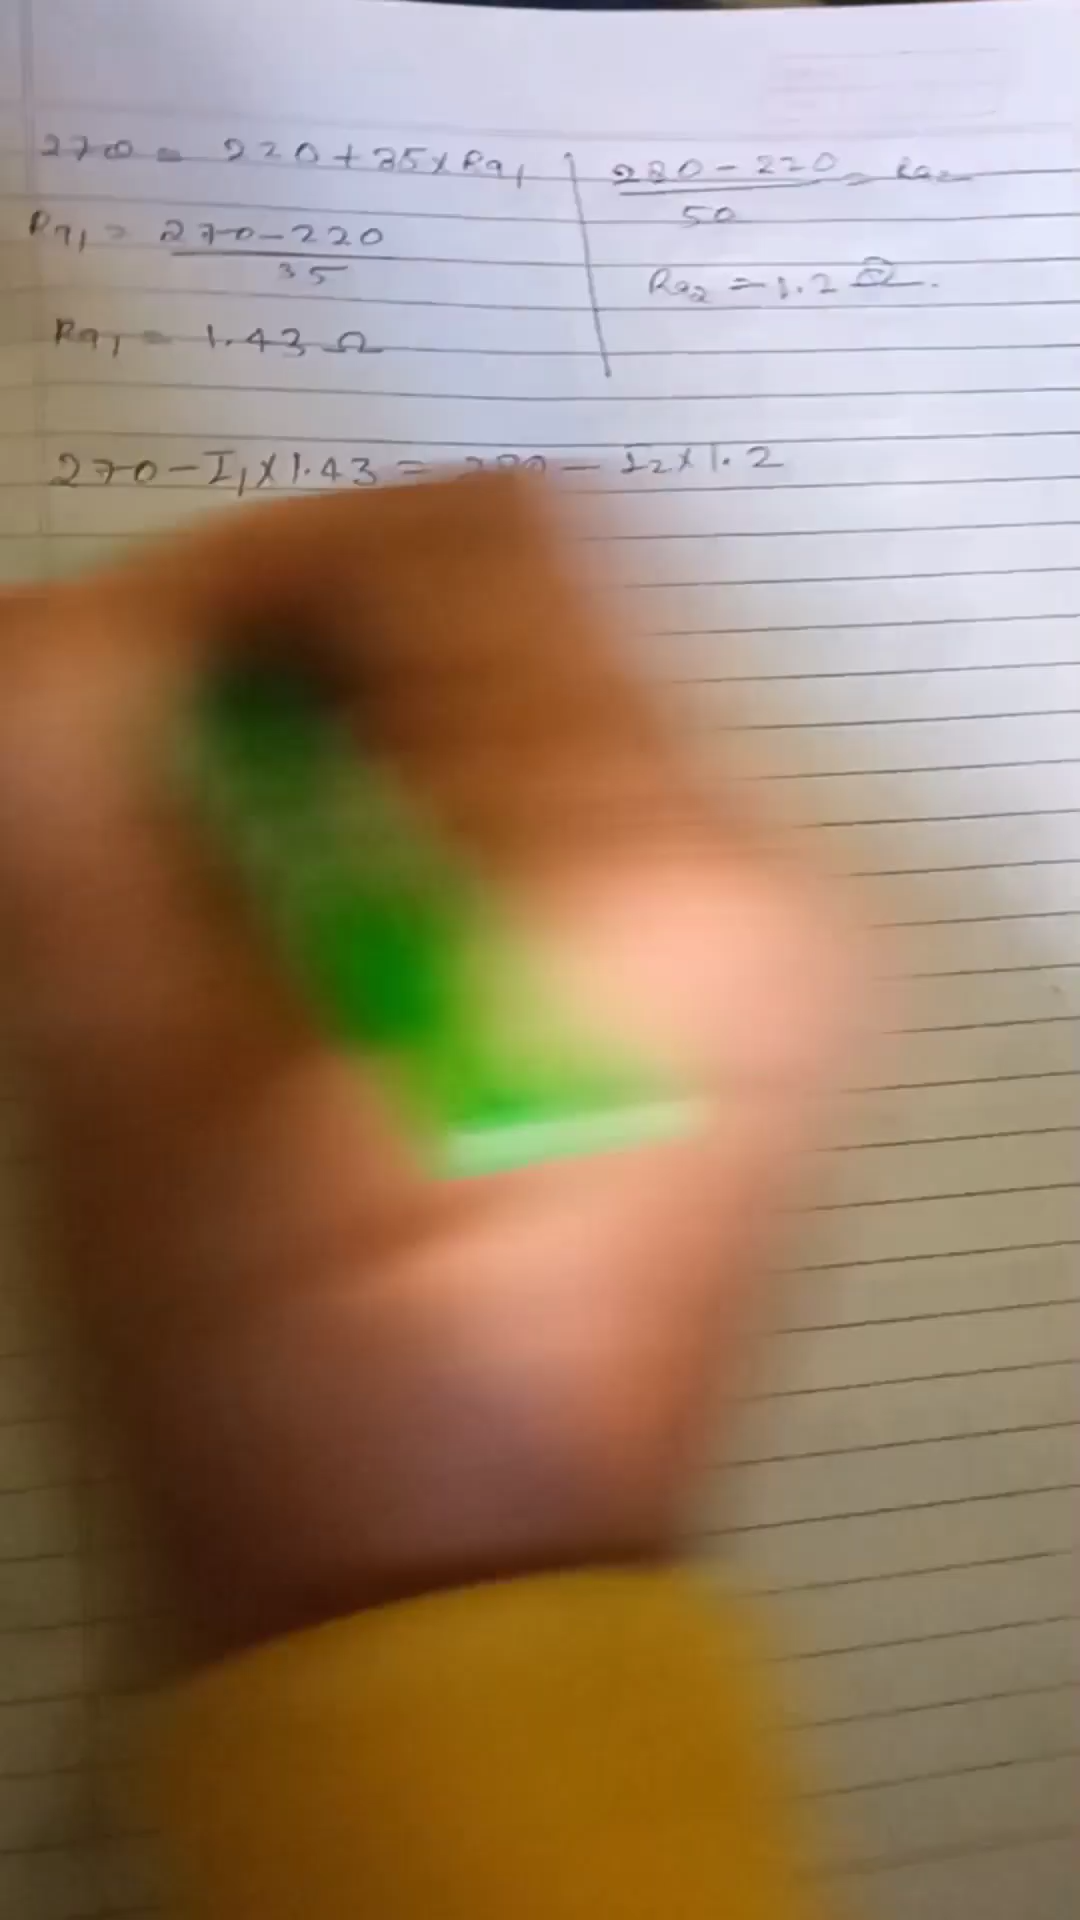 270 = 220 + 35 x Ra1
Ra1 = 270-220
35
Ra1 = 1.43 Ω
280 - 220 = Ra2
50
Ra2 = 1.2 Ω.
270 - I1 x 1.43 = 280 - I2 x 1.2